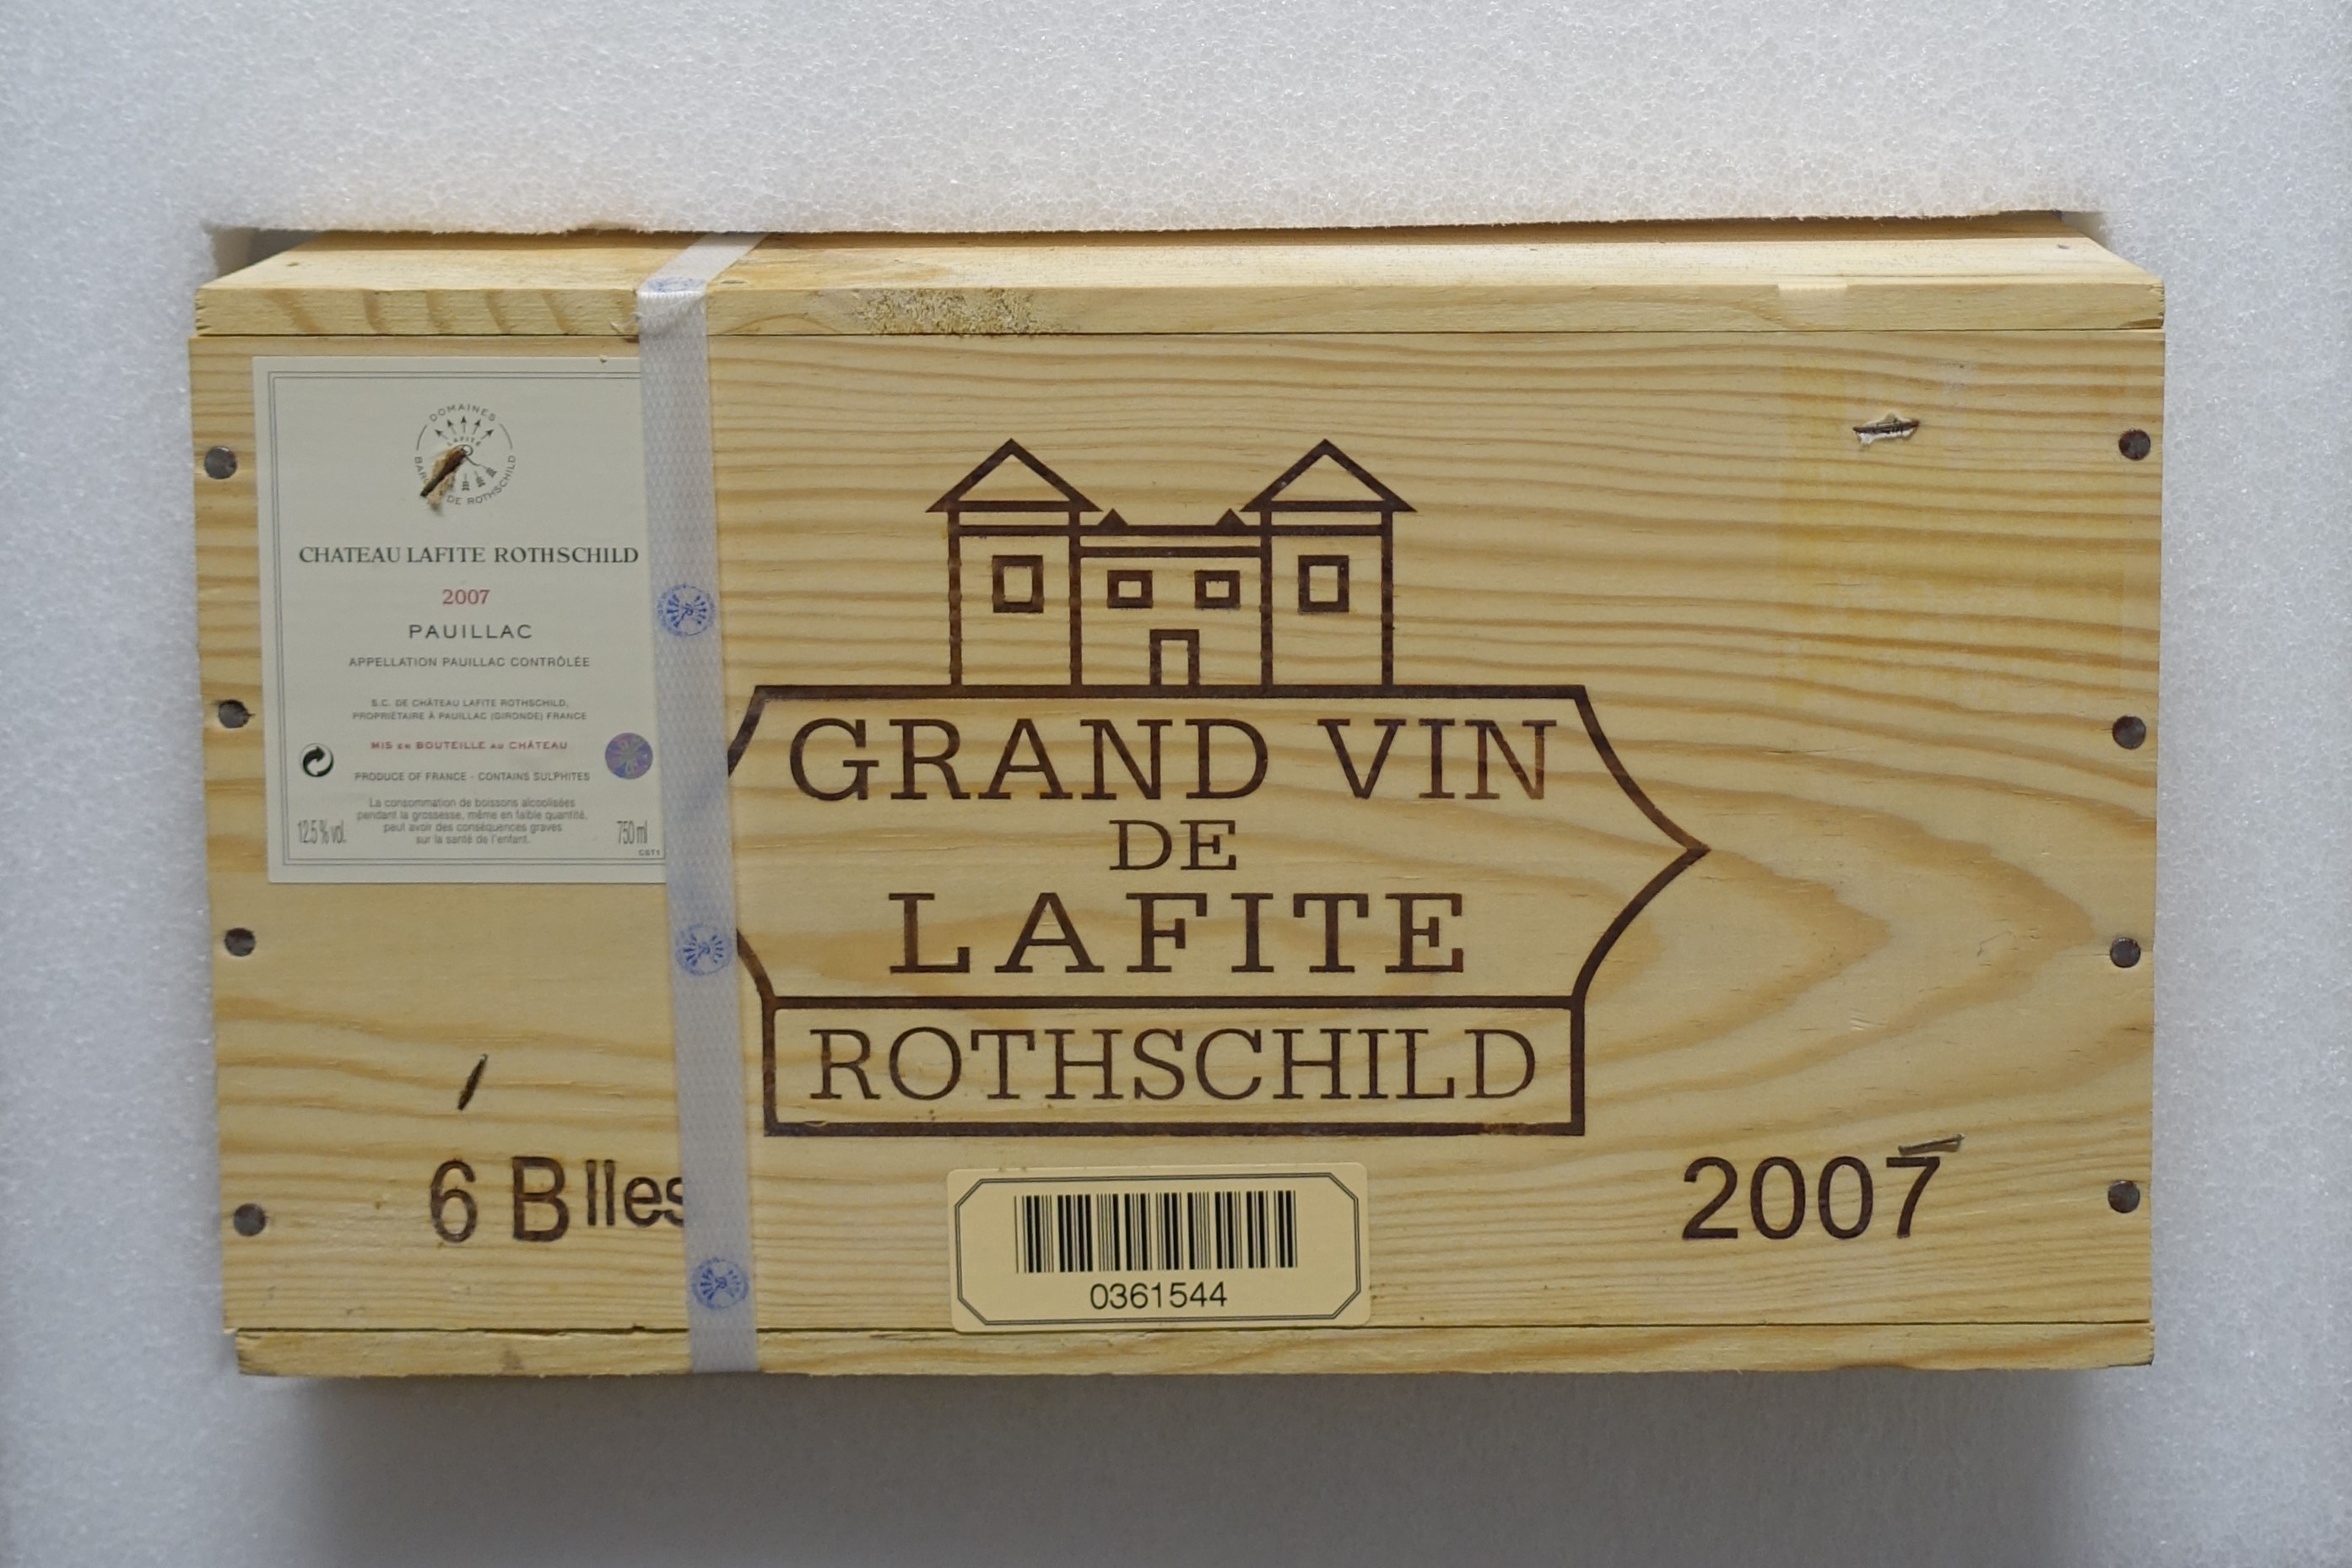 DOMAINES
LAFITE
DE ROTHSCHILD
CHATEAU LAFITE ROTHSCHILD
2007
PAUILLAC
APPELLATION PAUILLAC CONTRÔLÉE
S.C. DE CHÂTEAU LAFITE ROTHSCHILD,
PROPRIÉTAIRE À PAUILLAC (GIRONDE) FRANCE
MIS EN BOUTEILLE AU CHÂTEAU
PRODUCE OF FRANCE - CONTAINS SULPHITES
La consommation de boissons alcoolisées
pendant la grossesse, même en faible quantité,
peut avoir des conséquences graves
sur la santé de l'enfant.
12.5 % vol.
750 ml
GRAND VIN
DE
LAFITE
ROTHSCHILD
6 Blles
2007
0361544